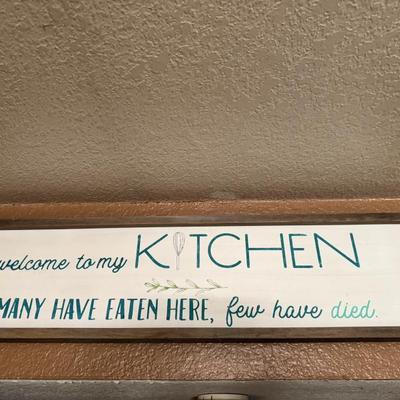 welcome to my KITCHEN
MANY HAVE EATEN HERE, few have died.